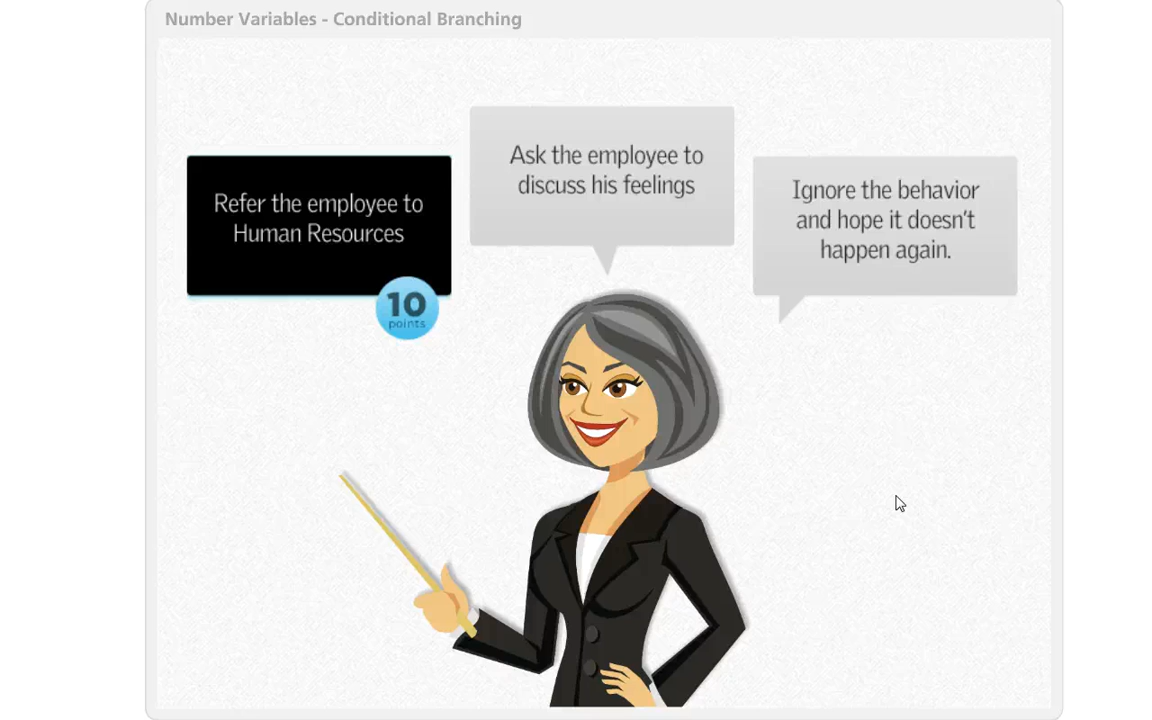 Number Variables - Conditional Branching
Refer the employee to
Human Resources
10
points
Ask the employee to
discuss his feelings
Ignore the behavior
and hope it doesn't
happen again.